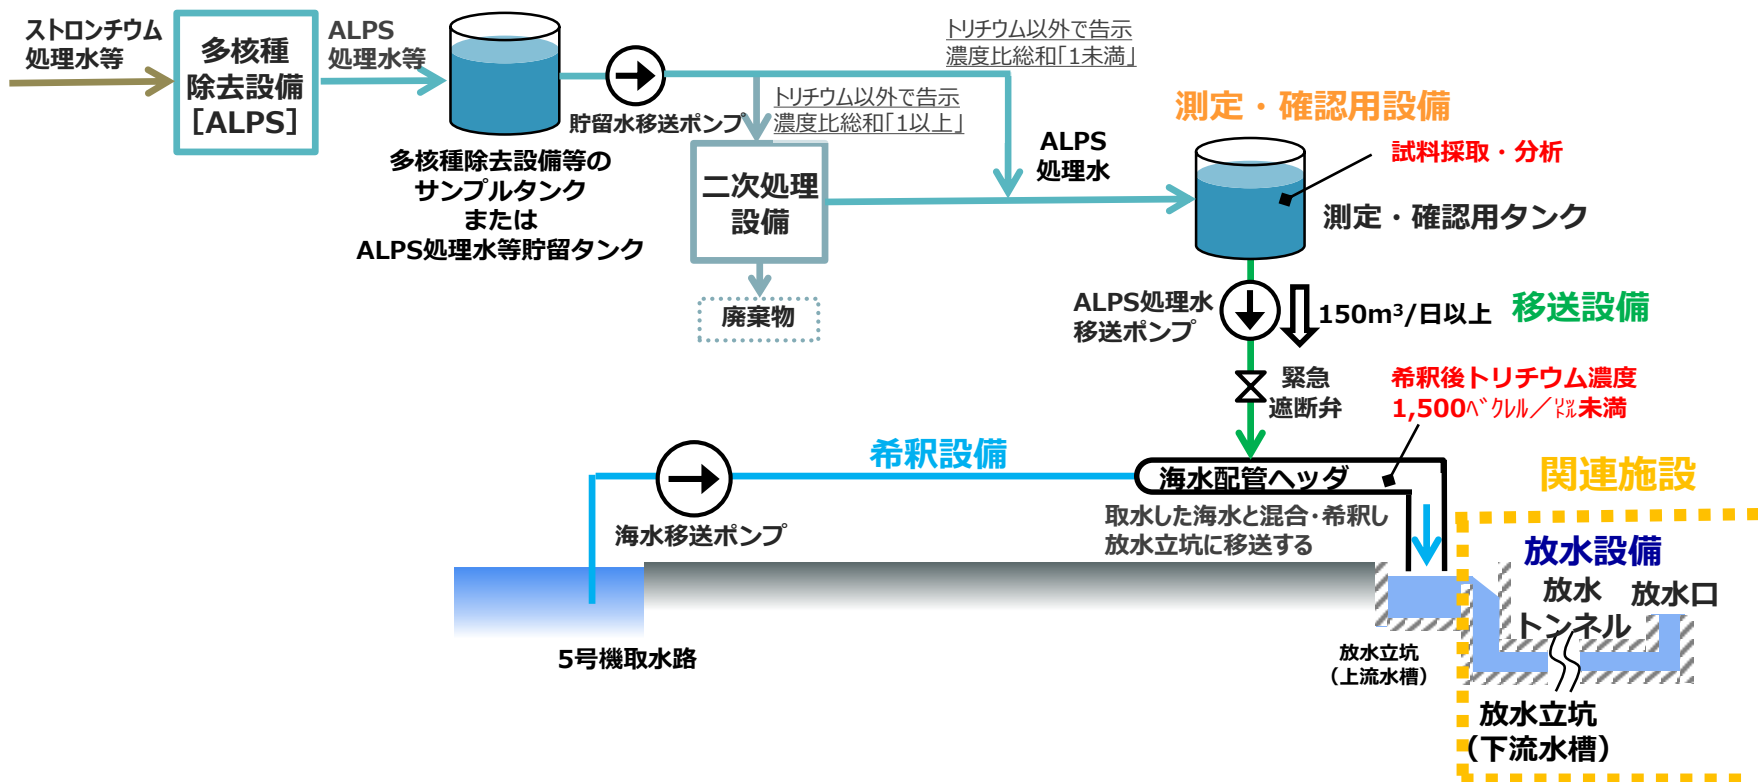 ストロンチウム
処理水等
多核種
除去設備
[ALPS]
ALPS
処理水等
多核種除去設備等の
サンプルタンク
または
ALPS処理水等貯留タンク
貯留水移送ポンプ
トリチウム以外で告示
濃度比総和「1未満」
トリチウム以外で告示
濃度比総和「1以上」
二次処理
設備
廃棄物
ALPS
処理水
測定・確認用設備
試料採取・分析
測定・確認用タンク
ALPS処理水
移送ポンプ
150m³/日以上
移送設備
緊急
遮断弁
希釈後トリチウム濃度
1,500ベクレル／リットル未満
希釈設備
海水移送ポンプ
海水配管ヘッダ
取水した海水と混合・希釈し
放水立坑に移送する
5号機取水路
放水立坑
（上流水槽）
関連施設
放水設備
放水
トンネル
放水口
放水立坑
（下流水槽）